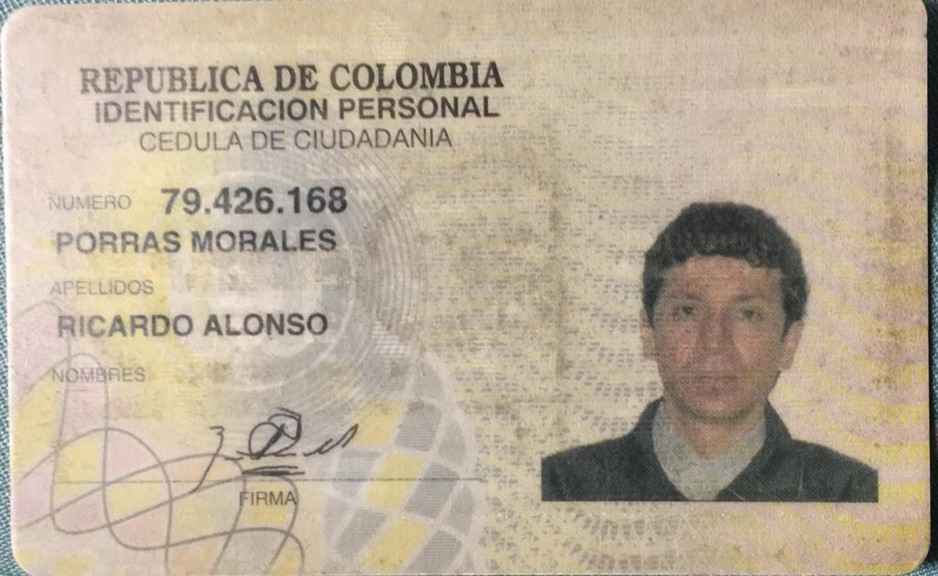 REPUBLICA DE COLOMBIA
IDENTIFICACION PERSONAL
CEDULA DE CIUDADANIA
NUMERO 79.426.168
PORRAS MORALES
APELLIDOS
RICARDO ALONSO
NOMBRES
FIRMA